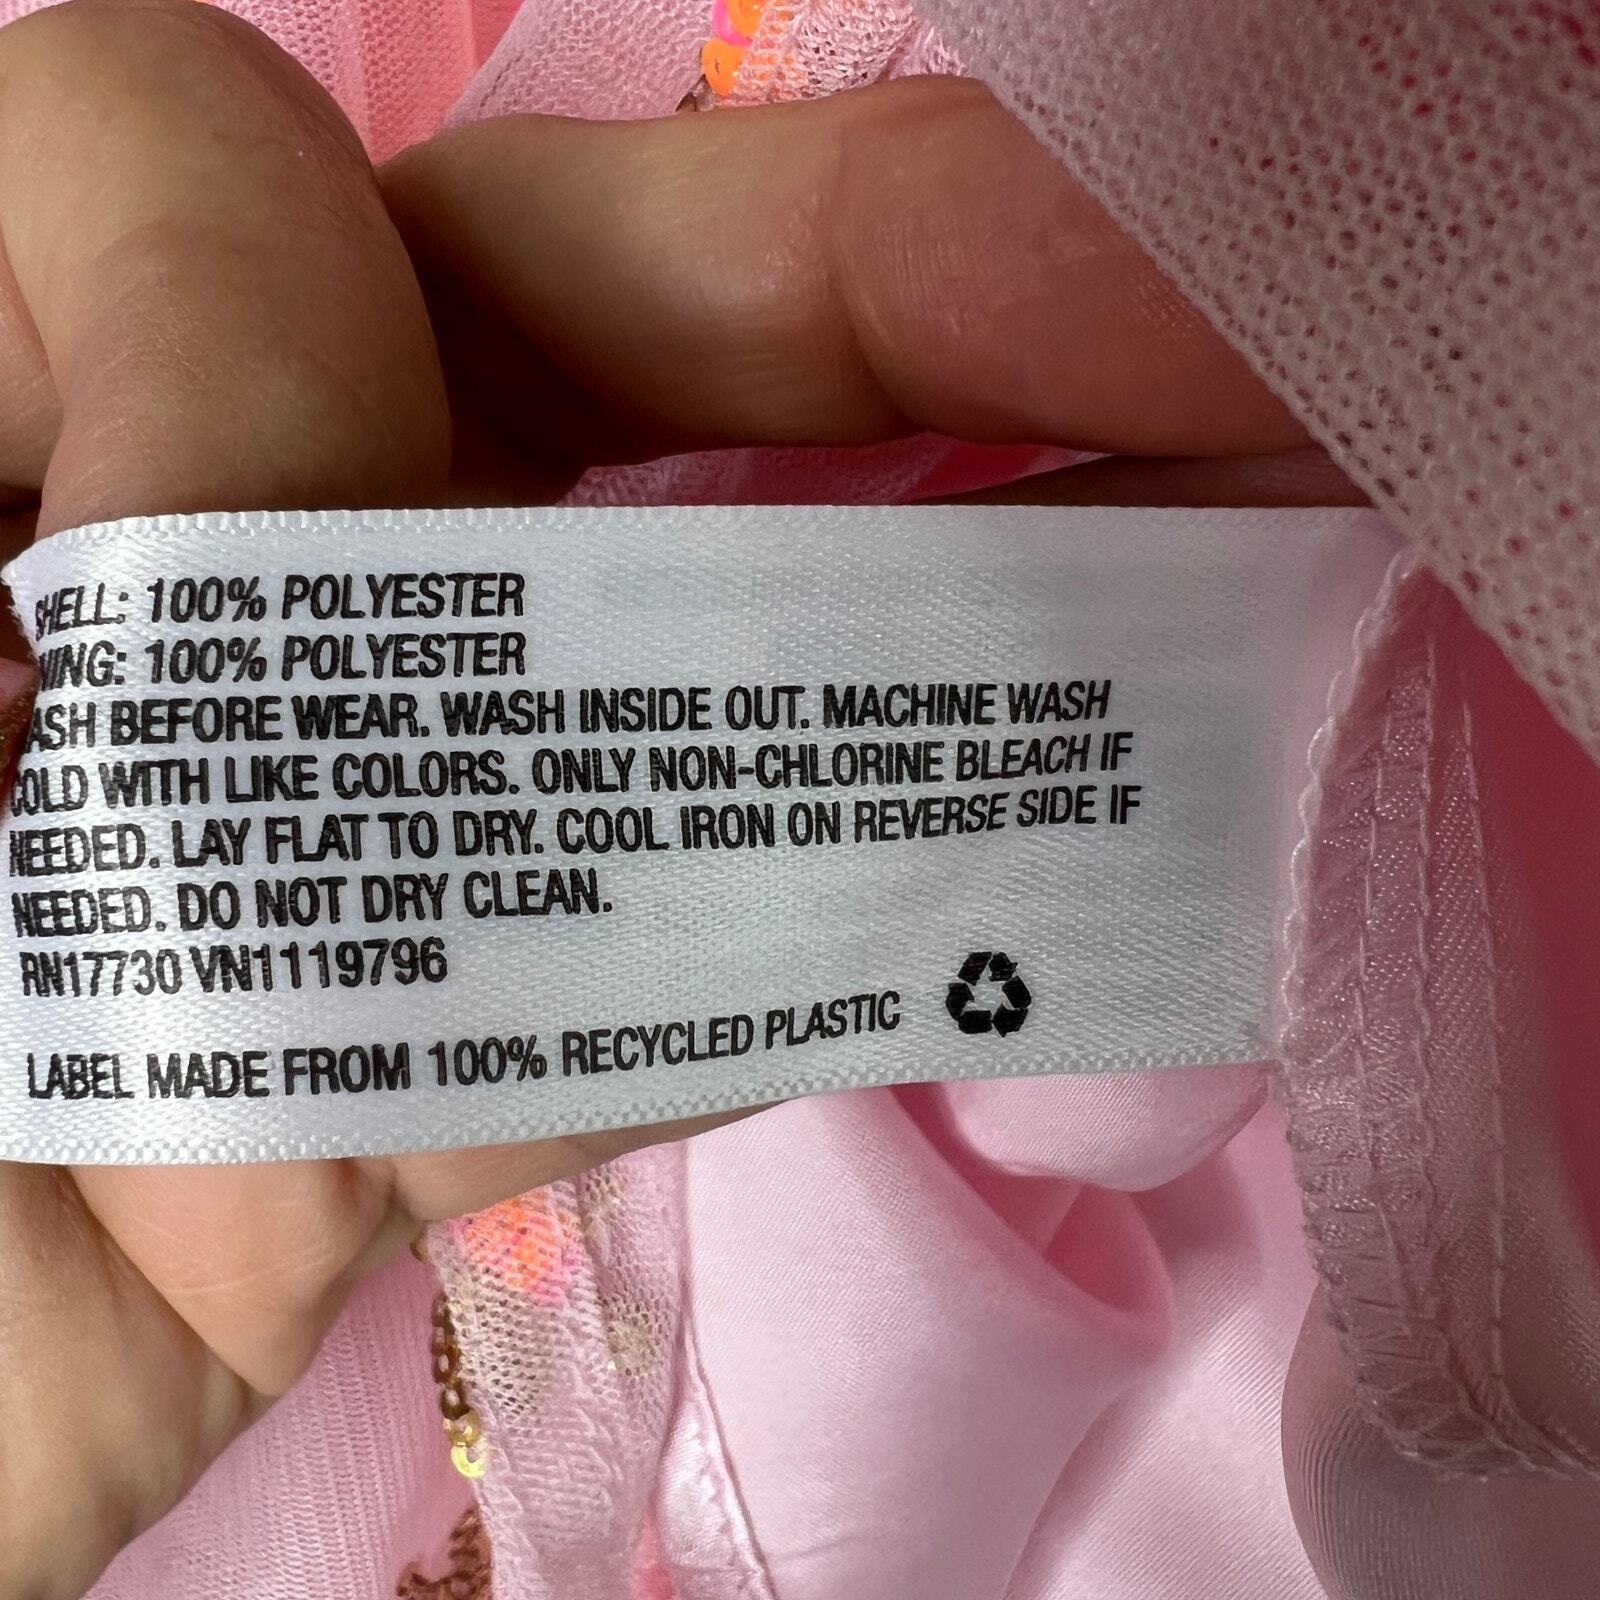 SHELL: 100% POLYESTER
NING: 100% POLYESTER
ASH BEFORE WEAR. WASH INSIDE OUT. MACHINE WASH
COLD WITH LIKE COLORS. ONLY NON-CHLORINE BLEACH IF
NEEDED. LAY FLAT TO DRY. COOL IRON ON REVERSE SIDE IF
NEEDED. DO NOT DRY CLEAN.
RN17730 VN1119796
LABEL MADE FROM 100% RECYCLED PLASTIC